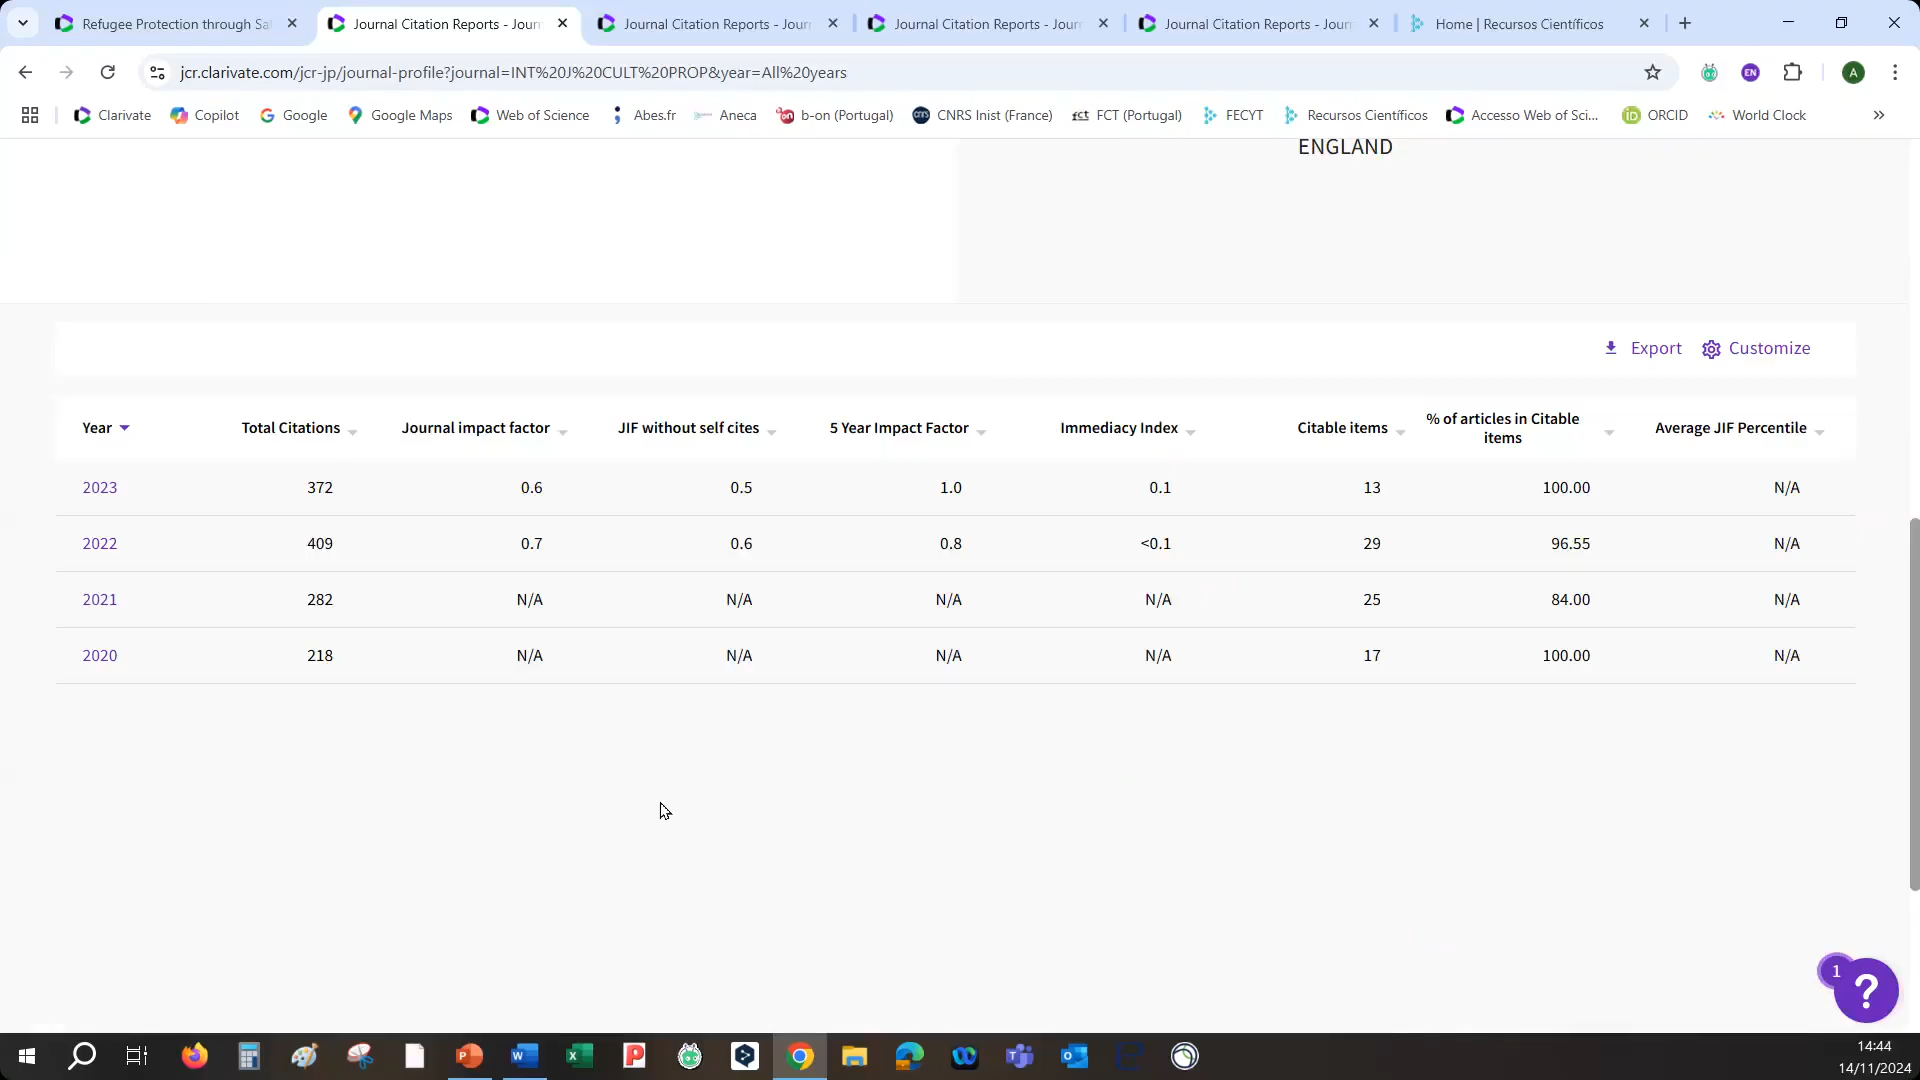 Refugee Protection through Sa
Journal Citation Reports - Journ
Journal Citation Reports - Journ
Journal Citation Reports - Journ
Journal Citation Reports - Journ
Home | Recursos Científicos
jcr.clarivate.com/jcr-jp/journal-profile?journal=INT%20J%20CULT%20PROP&year=All%20years
EN
A
Clarivate
Copilot
Google
Google Maps
Web of Science
Abes.fr
Aneca
b-on (Portugal)
CNRS Inist (France)
FCT (Portugal)
FECYT
Recursos Científicos
Accesso Web of Sci...
ORCID
World Clock
ENGLAND
Export Customize
Year Total Citations Journal impact factor JIF without self cites 5 Year Impact Factor Immediacy Index Citable items % of articles in Citable items Average JIF Percentile
2023 372 0.6 0.5 1.0 0.1 13 100.00 N/A
2022 409 0.7 0.6 0.8 <0.1 29 96.55 N/A
2021 282 N/A N/A N/A N/A 25 84.00 N/A
2020 218 N/A N/A N/A N/A 17 100.00 N/A
1
?
14:44
14/11/2024